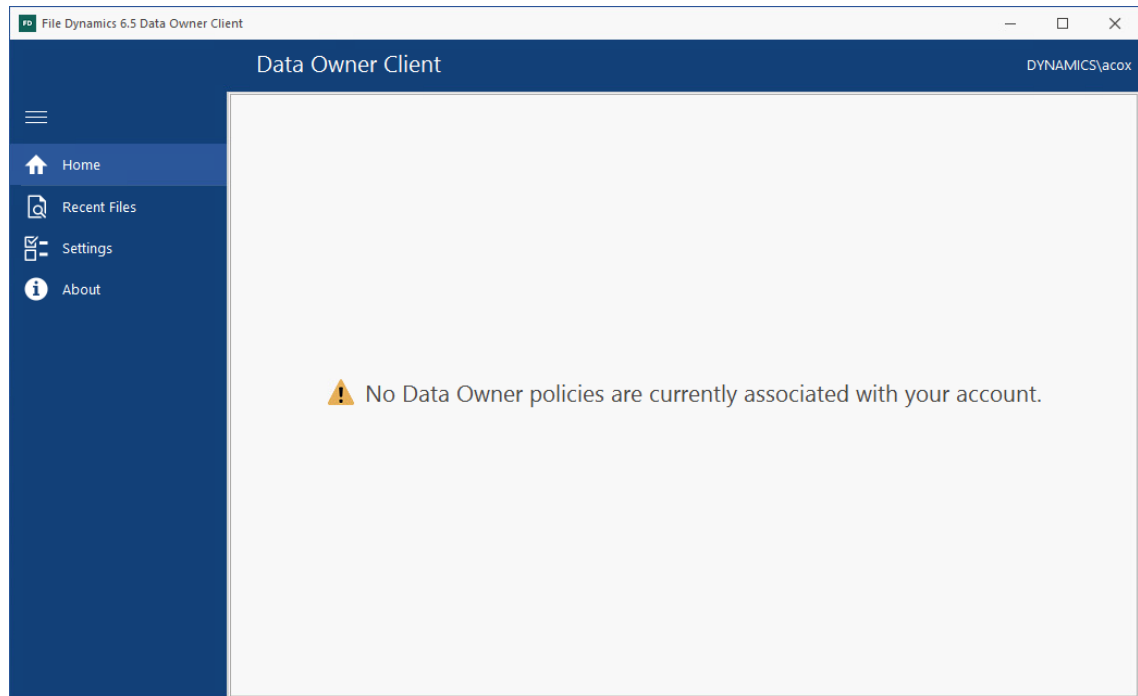 FD File Dynamics 6.5 Data Owner Client
Data Owner Client
DYNAMICS\acox
Home
Recent Files
Settings
About
No Data Owner policies are currently associated with your account.